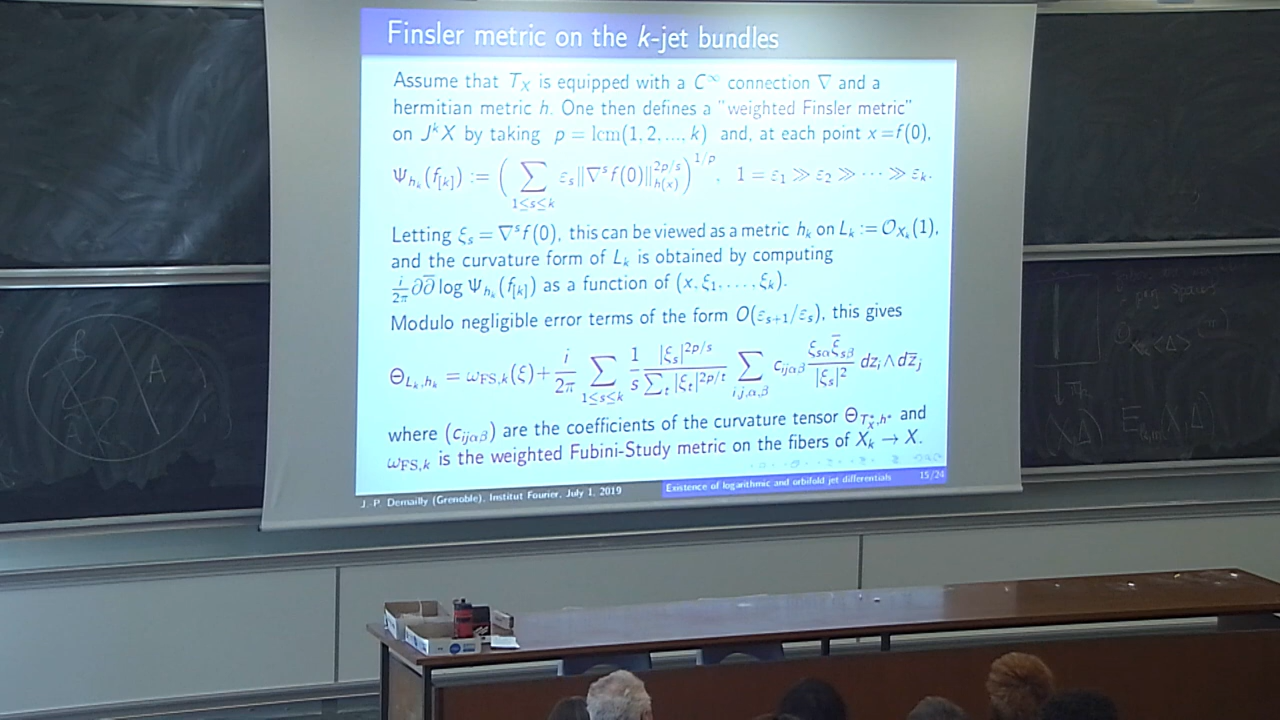 Finsler metric on the k-jet bundles
Assume that T_X is equipped with a C^∞ connection ∇ and a
hermitian metric h. One then defines a "weighted Finsler metric"
on J^k X by taking p = lcm(1, 2, ..., k) and, at each point x = f(0),
Ψ_{h_k}(f_{[k]}) := ( ∑_{1≤s≤k} ε_s ‖∇^s f(0)‖_{h(x)}^{2p/s} )^{1/p}, 1 = ε_1 ≫ ε_2 ≫ ⋯ ≫ ε_k.
Letting ξ_s = ∇^s f(0), this can be viewed as a metric h_k on L_k := O_{X_k}(1),
and the curvature form of L_k is obtained by computing
i/2π ∂∂̄ log Ψ_{h_k}(f_{[k]}) as a function of (x, ξ_1, ..., ξ_k).
Modulo negligible error terms of the form O(ε_{s+1}/ε_s), this gives
Θ_{L_k,h_k} = ω_{FS,k}(ξ) + i/2π ∑_{1≤s≤k} 1/s |ξ_s|^{2p/s} / ∑_t |ξ_t|^{2p/t} ∑_{i,j,α,β} c_{ijαβ} ξ_{sα} ξ̄_{sβ} / |ξ_s|^2 dz_i ∧ dz̄_j
where (c_{ijαβ}) are the coefficients of the curvature tensor Θ_{T*_X,h*} and
ω_{FS,k} is the weighted Fubini-Study metric on the fibers of X_k → X.
J.-P. Demailly (Grenoble), Institut Fourier, July 1, 2019
Existence of logarithmic and orbifold jet differentials
15/24
A